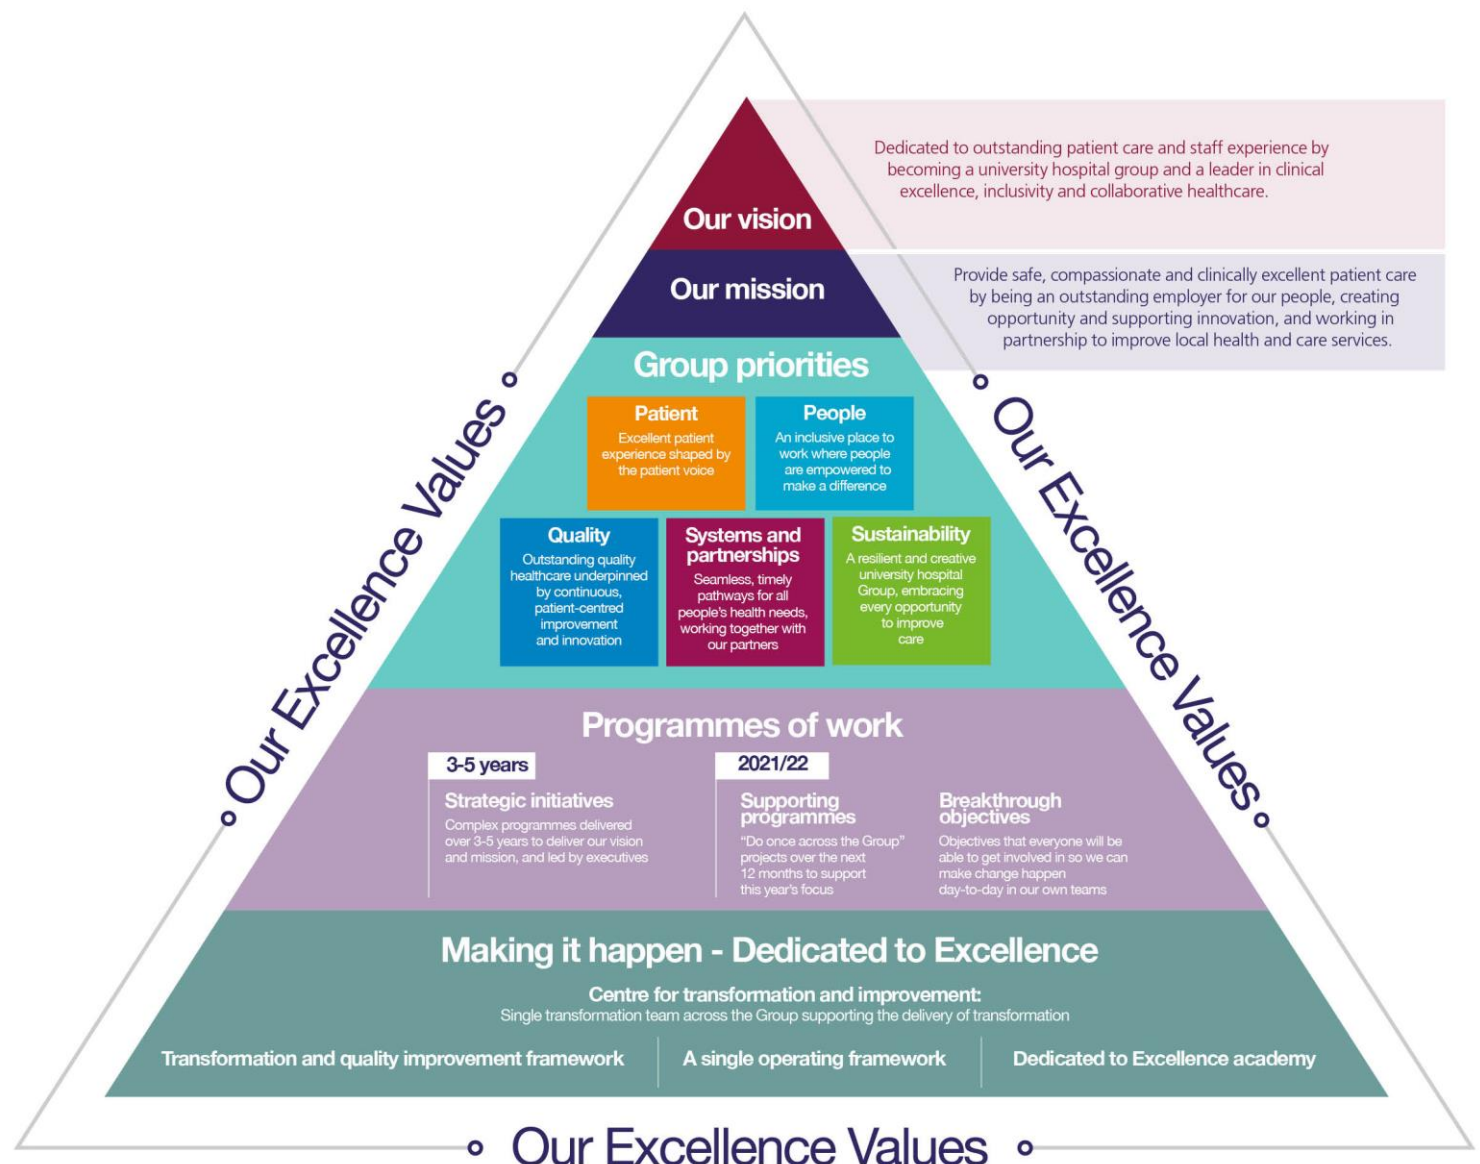 Dedicated to outstanding patient care and staff experience by
becoming a university hospital group and a leader in clinical
excellence, inclusivity and collaborative healthcare.
Our vision
Our mission
Provide safe, compassionate and clinically excellent patient care
by being an outstanding employer for our people, creating
opportunity and supporting innovation, and working in
partnership to improve local health and care services.
Group priorities
Patient
Excellent patient
experience shaped by
the patient voice
People
An inclusive place to
work where people
are empowered to
make a difference
Quality
Outstanding quality
healthcare underpinned
by continuous,
patient-centred
improvement
and innovation
Systems and
partnerships
Seamless, timely
pathways for all
people's health needs,
working together with
our partners
Sustainability
A resilient and creative
university hospital
Group, embracing
every opportunity
to improve
care
Our Excellence Values
Our Excellence Values
Programmes of work
3-5 years
Strategic initiatives
Complex programmes delivered
over 3-5 years to deliver our vision
and mission, and led by executives
2021/22
Supporting
programmes
“Do once across the Group”
projects over the next
12 months to support
this year's focus
Breakthrough
objectives
Objectives that everyone will be
able to get involved in so we can
make change happen
day-to-day in our own teams
Making it happen - Dedicated to Excellence
Centre for transformation and improvement:
Single transformation team across the Group supporting the delivery of transformation
Transformation and quality improvement framework
A single operating framework
Dedicated to Excellence academy
Our Excellence Values